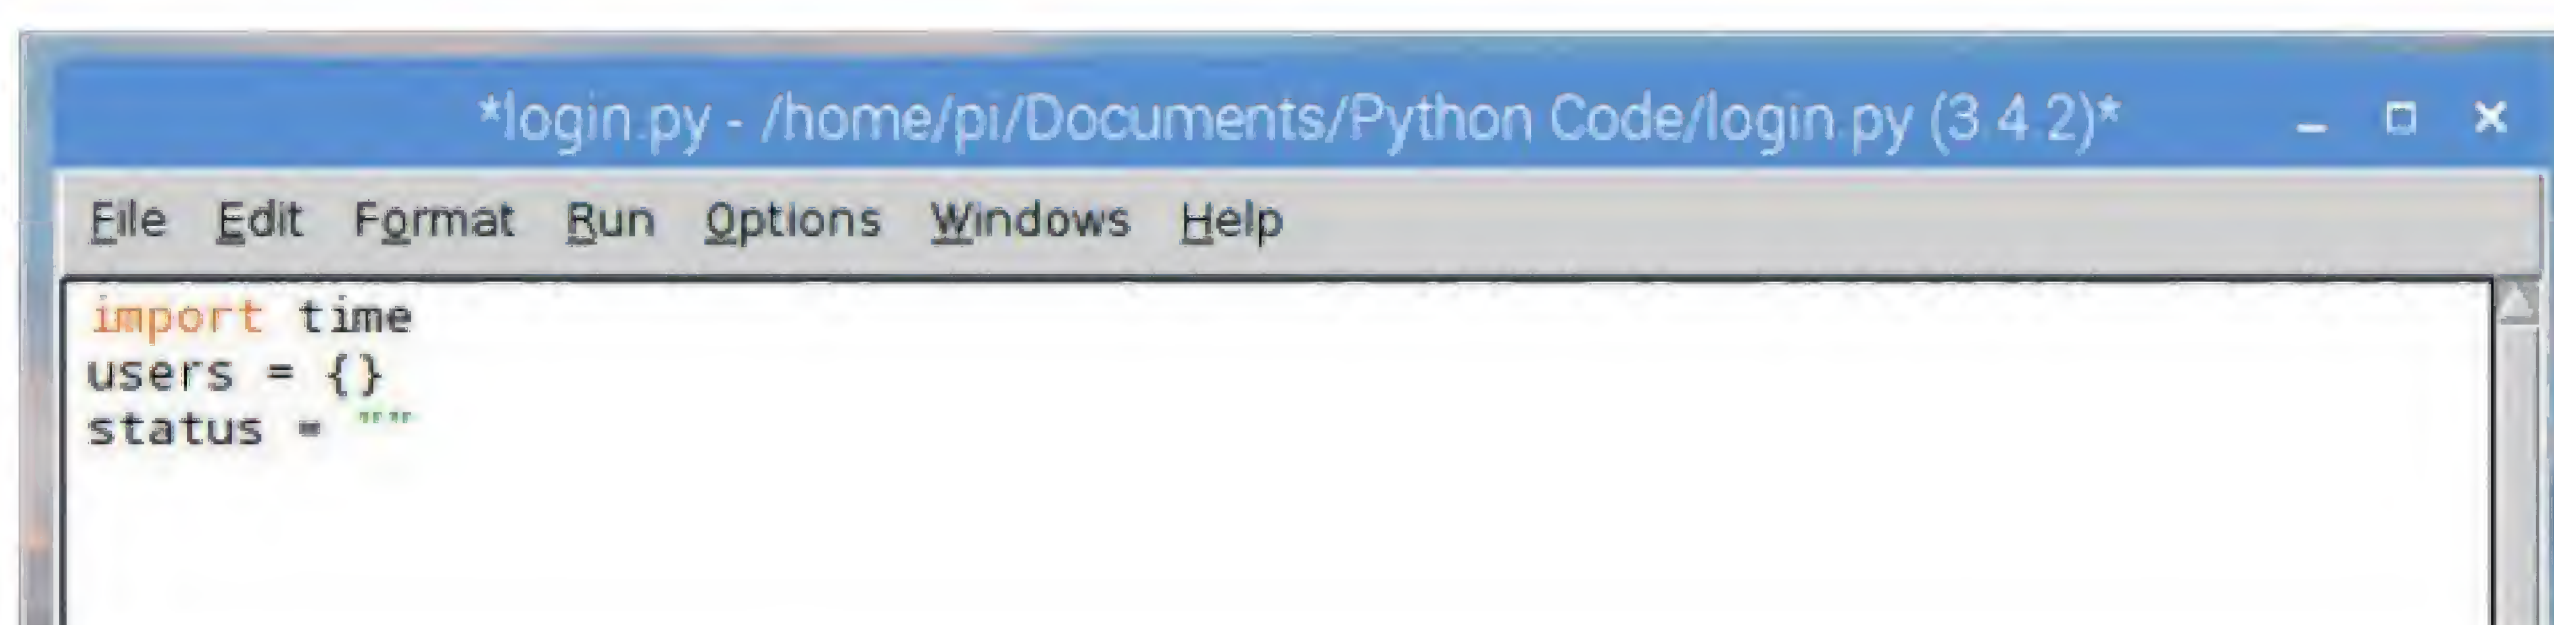 *login.py - /home/pi/Documents/Python Code/login.py (3.4.2)*
File Edit Format Run Options Windows Help
import time
users = {}
status = ""